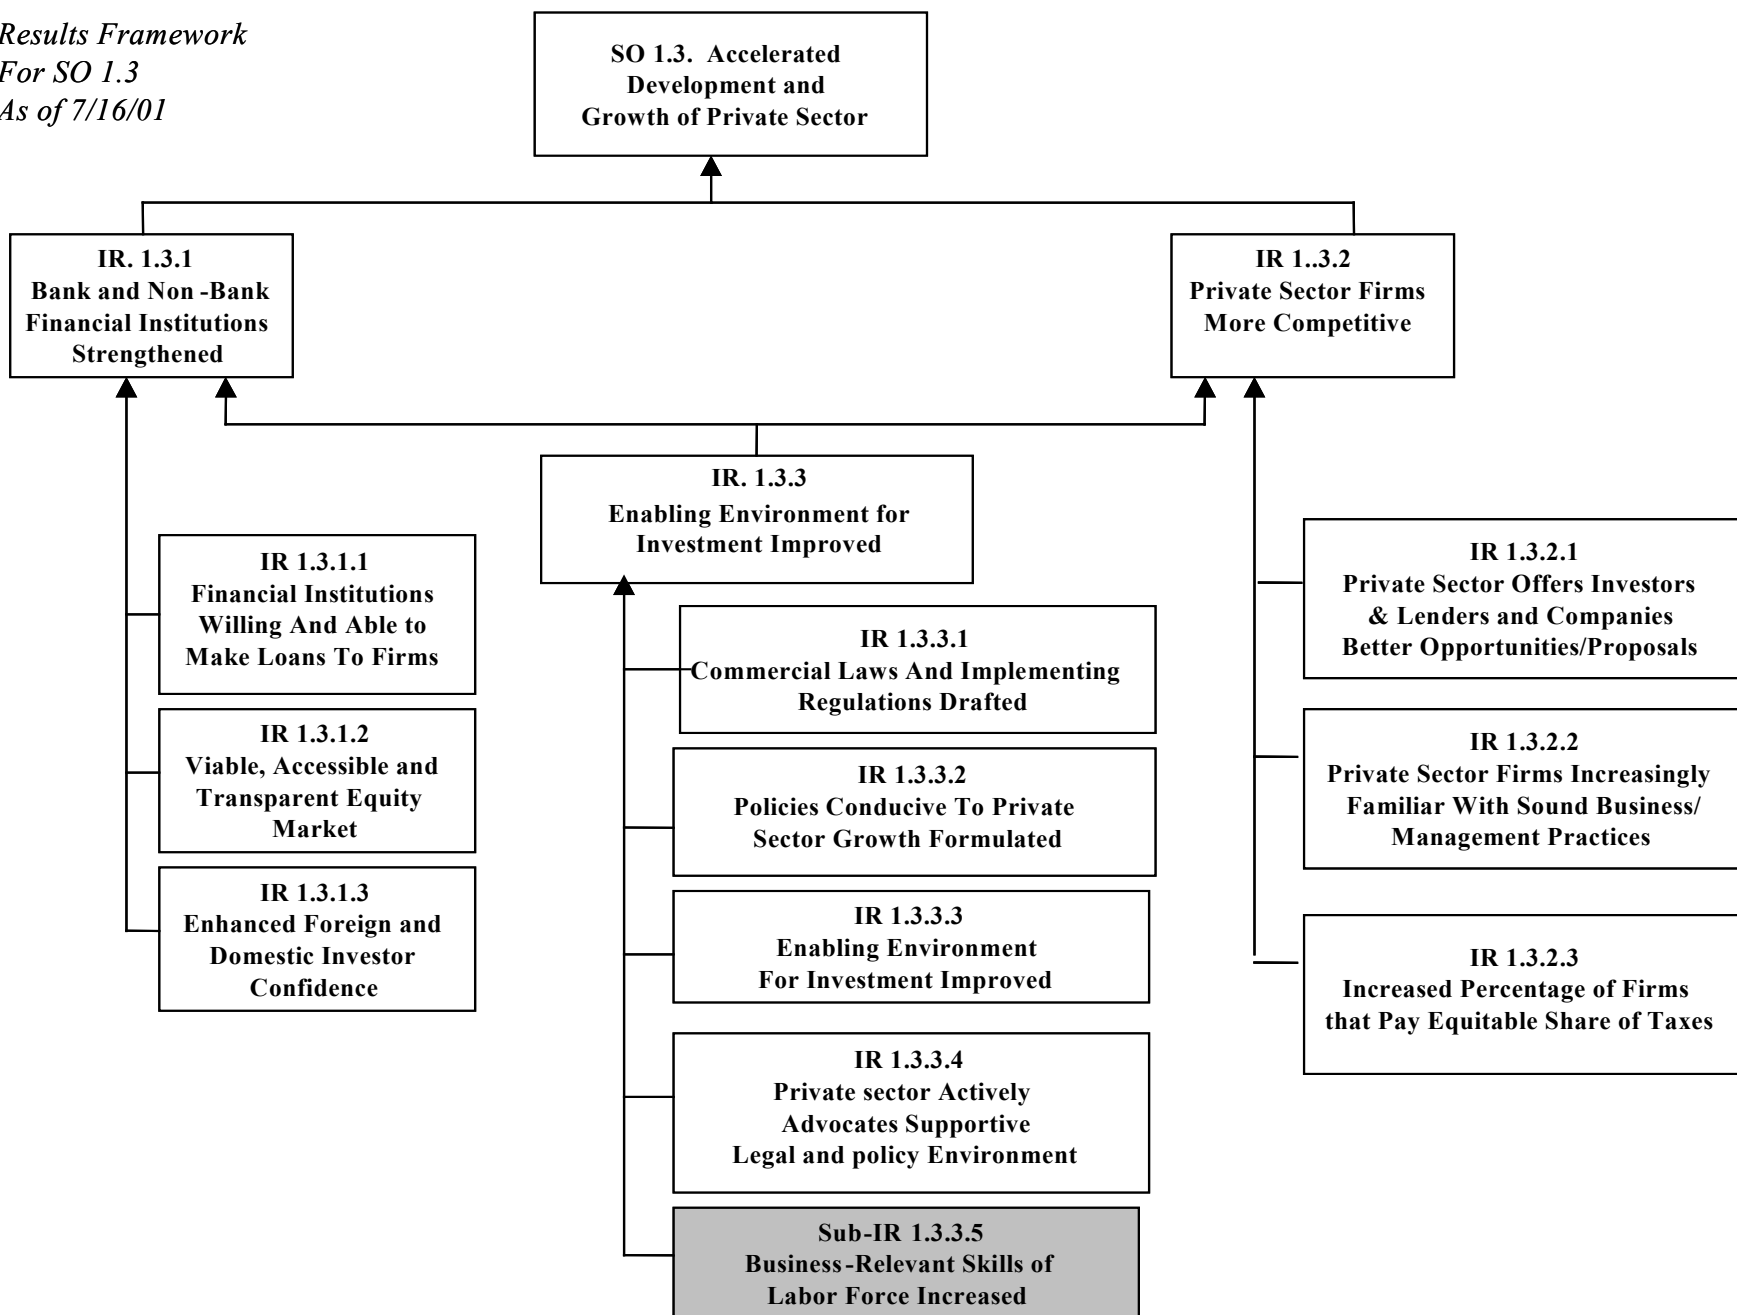 Results Framework
For SO 1.3
As of 7/16/01
SO 1.3. Accelerated
Development and
Growth of Private Sector
IR. 1.3.1
Bank and Non -Bank
Financial Institutions
Strengthened
IR 1..3.2
Private Sector Firms
More Competitive
IR. 1.3.3
Enabling Environment for
Investment Improved
IR 1.3.1.1
Financial Institutions
Willing And Able to
Make Loans To Firms
IR 1.3.1.2
Viable, Accessible and
Transparent Equity
Market
IR 1.3.1.3
Enhanced Foreign and
Domestic Investor
Confidence
IR 1.3.3.1
Commercial Laws And Implementing
Regulations Drafted
IR 1.3.3.2
Policies Conducive To Private
Sector Growth Formulated
IR 1.3.3.3
Enabling Environment
For Investment Improved
IR 1.3.3.4
Private sector Actively
Advocates Supportive
Legal and policy Environment
Sub-IR 1.3.3.5
Business-Relevant Skills of
Labor Force Increased
IR 1.3.2.1
Private Sector Offers Investors
& Lenders and Companies
Better Opportunities/Proposals
IR 1.3.2.2
Private Sector Firms Increasingly
Familiar With Sound Business/
Management Practices
IR 1.3.2.3
Increased Percentage of Firms
that Pay Equitable Share of Taxes